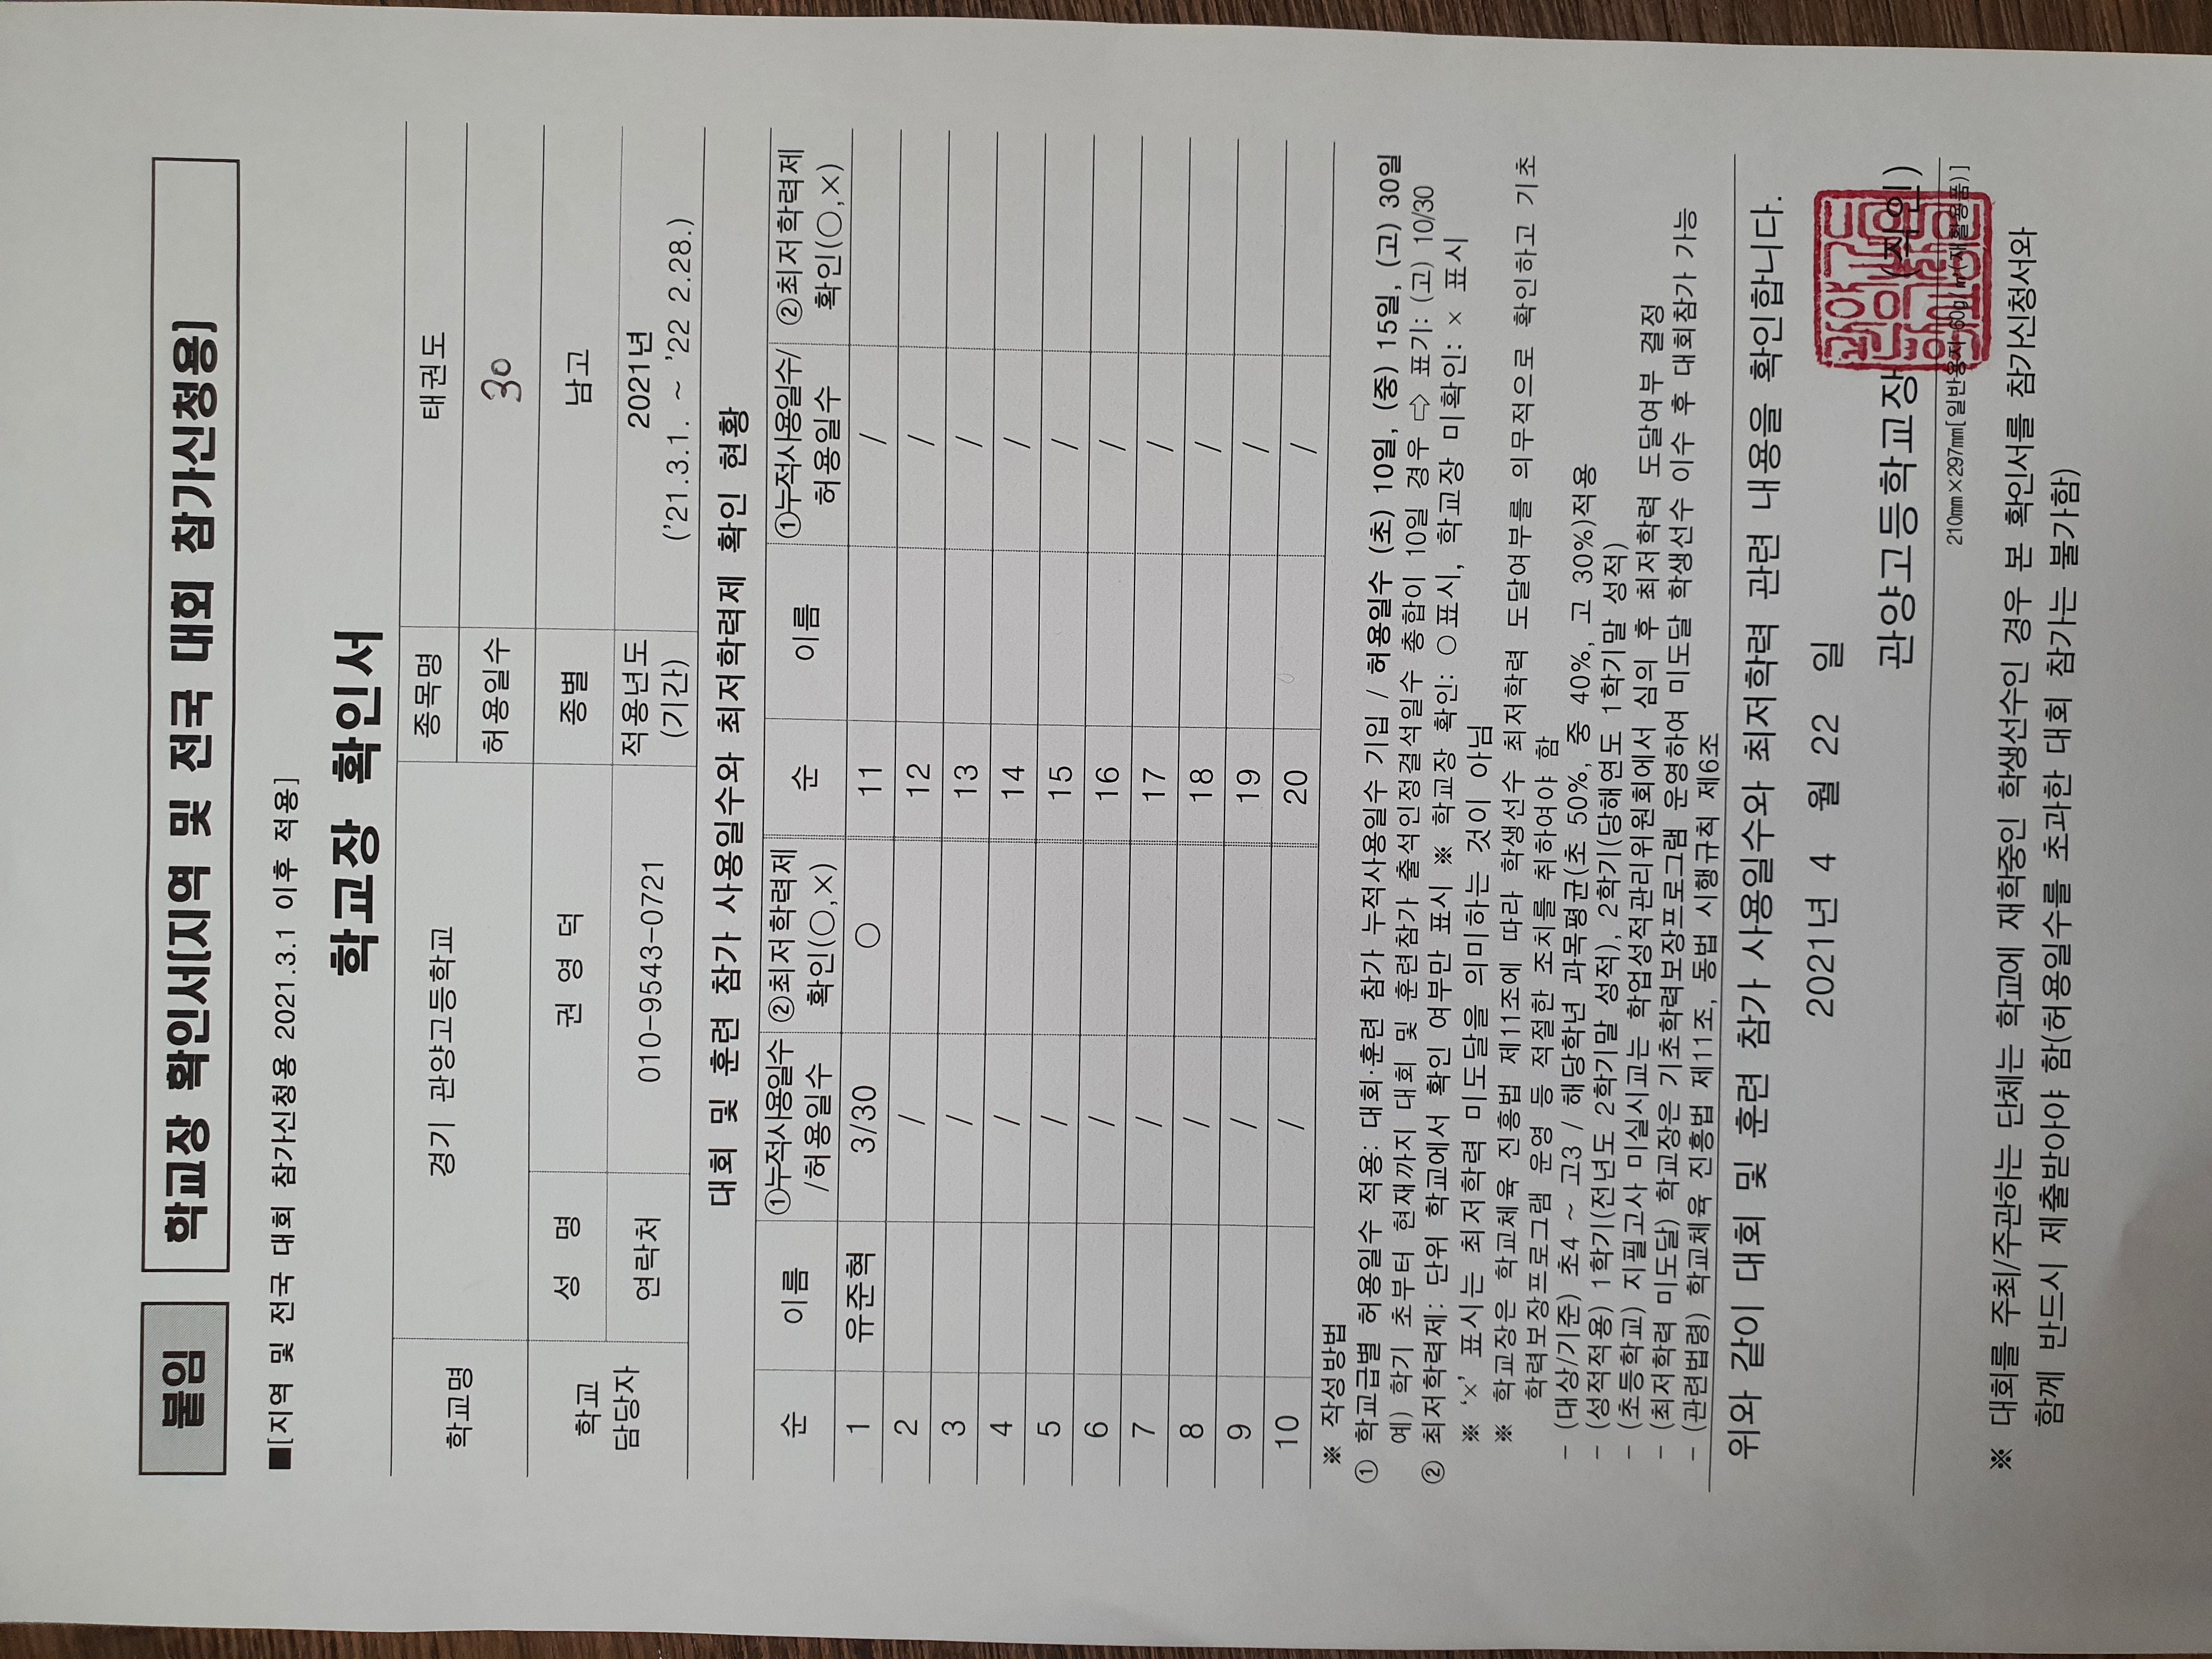 붙임
학교장 확인서[지역 및 전국 대회 참가신청용]
■[지역 및 전국 대회 참가신청용 2021.3.1 이후 적용]
학교장 확인서
학교명 경기 관양고등학교 종목명 태권도
허용일수 30
학교 담당자 성 명 권 영 덕 종별 남고
연락처 010-9543-0721 적용년도 (기간) 2021년 ('21.3.1. ~ '22 2.28.)
대회 및 훈련 참가 사용일수와 최저학력제 확인 현황
순 이름 ①누적사용일수/허용일수 ②최저학력제 확인(○,×) 순 이름 ①누적사용일수/허용일수 ②최저학력제 확인(○,×)
1 유준혁 3/30 ○ 11 /
2 / 12 /
3 / 13 /
4 / 14 /
5 / 15 /
6 / 16 /
7 / 17 /
8 / 18 /
9 / 19 /
10 / 20 /
※ 작성방법
① 학교급별 허용일수 적용: 대회·훈련 참가 누적사용일수 기입 / 허용일수 (초) 10일, (중) 15일, (고) 30일
예) 학기 초부터 현재까지 대회 및 훈련참가 출석인정결석일수 총합이 10일 경우 ⇨ 표기: (고) 10/30
② 최저학력제: 단위 학교에서 확인 여부만 표시 ※ 학교장 확인: ○표시, 학교장 미확인: × 표시
※ '×' 표시는 최저학력 미도달을 의미하는 것이 아님
※ 학교장은 학교체육 진흥법 제11조에 따라 학생선수 최저학력 도달여부를 의무적으로 확인하고 기초
학력보장프로그램 운영 등 적절한 조치를 취하여야 함
- (대상/기준) 초4 ~ 고3 / 해당학년 과목평균(초 50%, 중 40%, 고 30%)적용
- (성적적용) 1학기(전년도 2학기말 성적), 2학기(당해연도 1학기말 성적)
- (초등학교) 지필고사 미실시교는 학업성적관리위원회에서 심의 후 최저학력 도달여부 결정
- (최저학력 미도달) 학교장은 기초학력보장프로그램 운영하여 미도달 학생선수 이수 후 대회참가 가능
- (관련법령) 학교체육 진흥법 제11조, 동법 시행규칙 제6조
위와 같이 대회 및 훈련 참가 사용일수와 최저학력 관련 내용을 확인합니다.
2021년 4 월 22 일
관양고등학교장 (직인)
210mm×297mm[일반용지 60g/㎡(재활용품)]
※ 대회를 주최/주관하는 단체는 학교에 재학중인 학생선수인 경우 본 확인서를 참가신청서와
함께 반드시 제출받아야 함(허용일수를 초과한 대회 참가는 불가함)